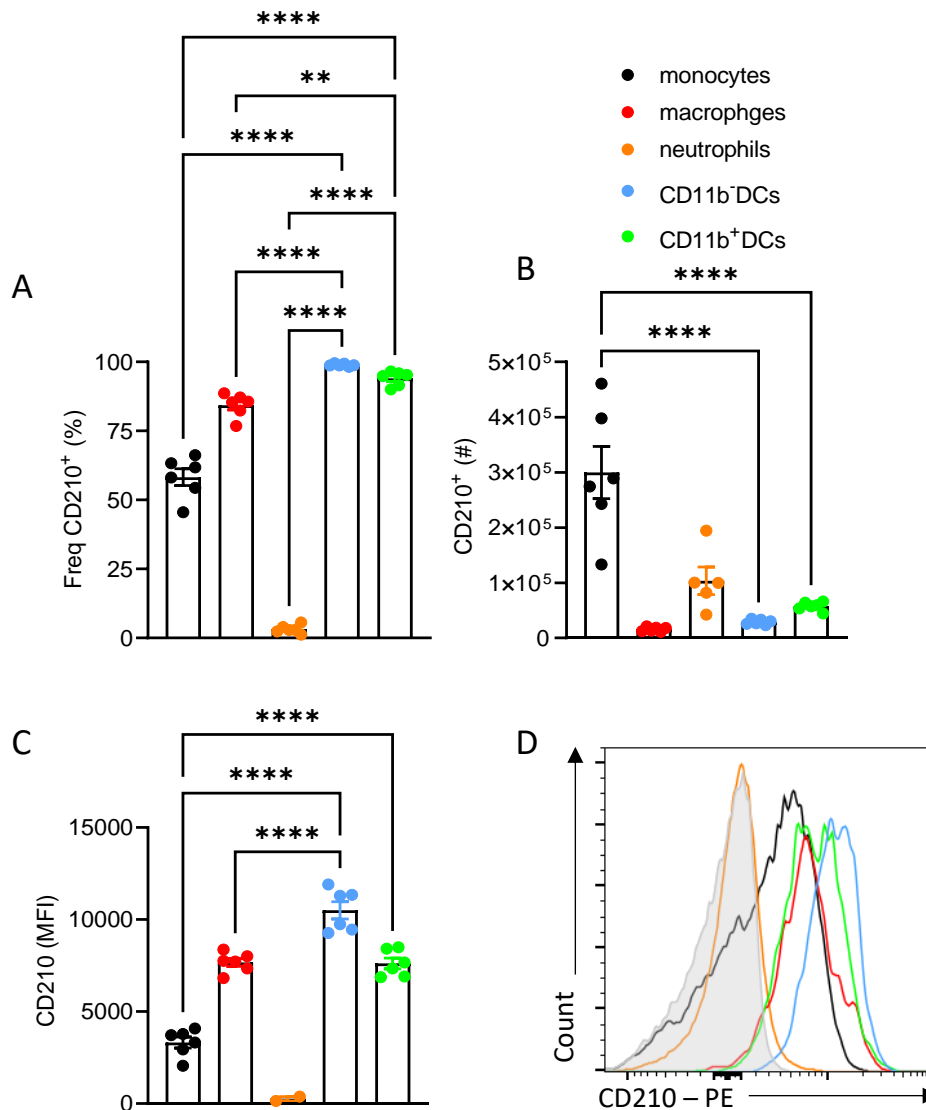 ****
**
****
****
****
****
monocytes
macrophges
neutrophils
CD11b⁻DCs
CD11b⁺DCs
A
Freq CD210⁺ (%)
100
75
50
25
0
B
****
****
CD210⁺ (#)
5×10⁵
4×10⁵
3×10⁵
2×10⁵
1×10⁵
0
C
****
****
****
CD210 (MFI)
15000
10000
5000
0
D
Count
CD210 – PE